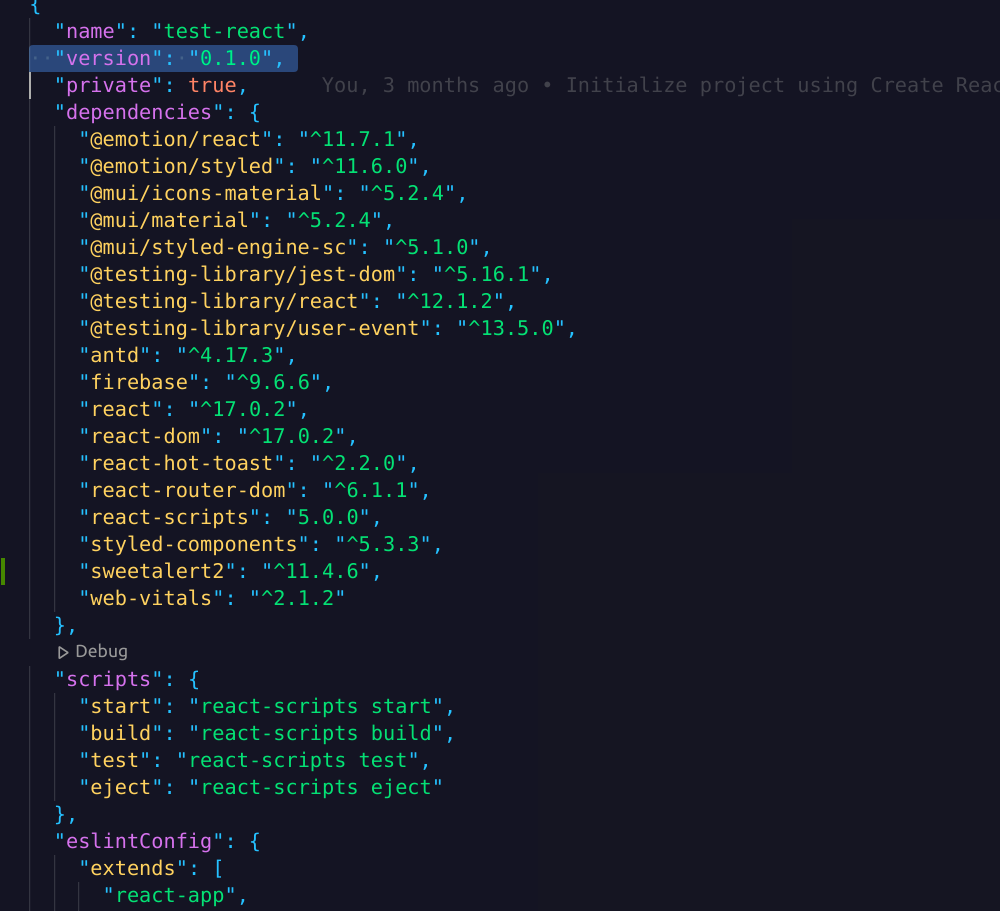 {
"name": "test-react",
"version": "0.1.0",
"private": true, You, 3 months ago • Initialize project using Create Reac
"dependencies": {
"@emotion/react": "^11.7.1",
"@emotion/styled": "^11.6.0",
"@mui/icons-material": "^5.2.4",
"@mui/material": "^5.2.4",
"@mui/styled-engine-sc": "^5.1.0",
"@testing-library/jest-dom": "^5.16.1",
"@testing-library/react": "^12.1.2",
"@testing-library/user-event": "^13.5.0",
"antd": "^4.17.3",
"firebase": "^9.6.6",
"react": "^17.0.2",
"react-dom": "^17.0.2",
"react-hot-toast": "^2.2.0",
"react-router-dom": "^6.1.1",
"react-scripts": "5.0.0",
"styled-components": "^5.3.3",
"sweetalert2": "^11.4.6",
"web-vitals": "^2.1.2"
},
Debug
"scripts": {
"start": "react-scripts start",
"build": "react-scripts build",
"test": "react-scripts test",
"eject": "react-scripts eject"
},
"eslintConfig": {
"extends": [
"react-app",